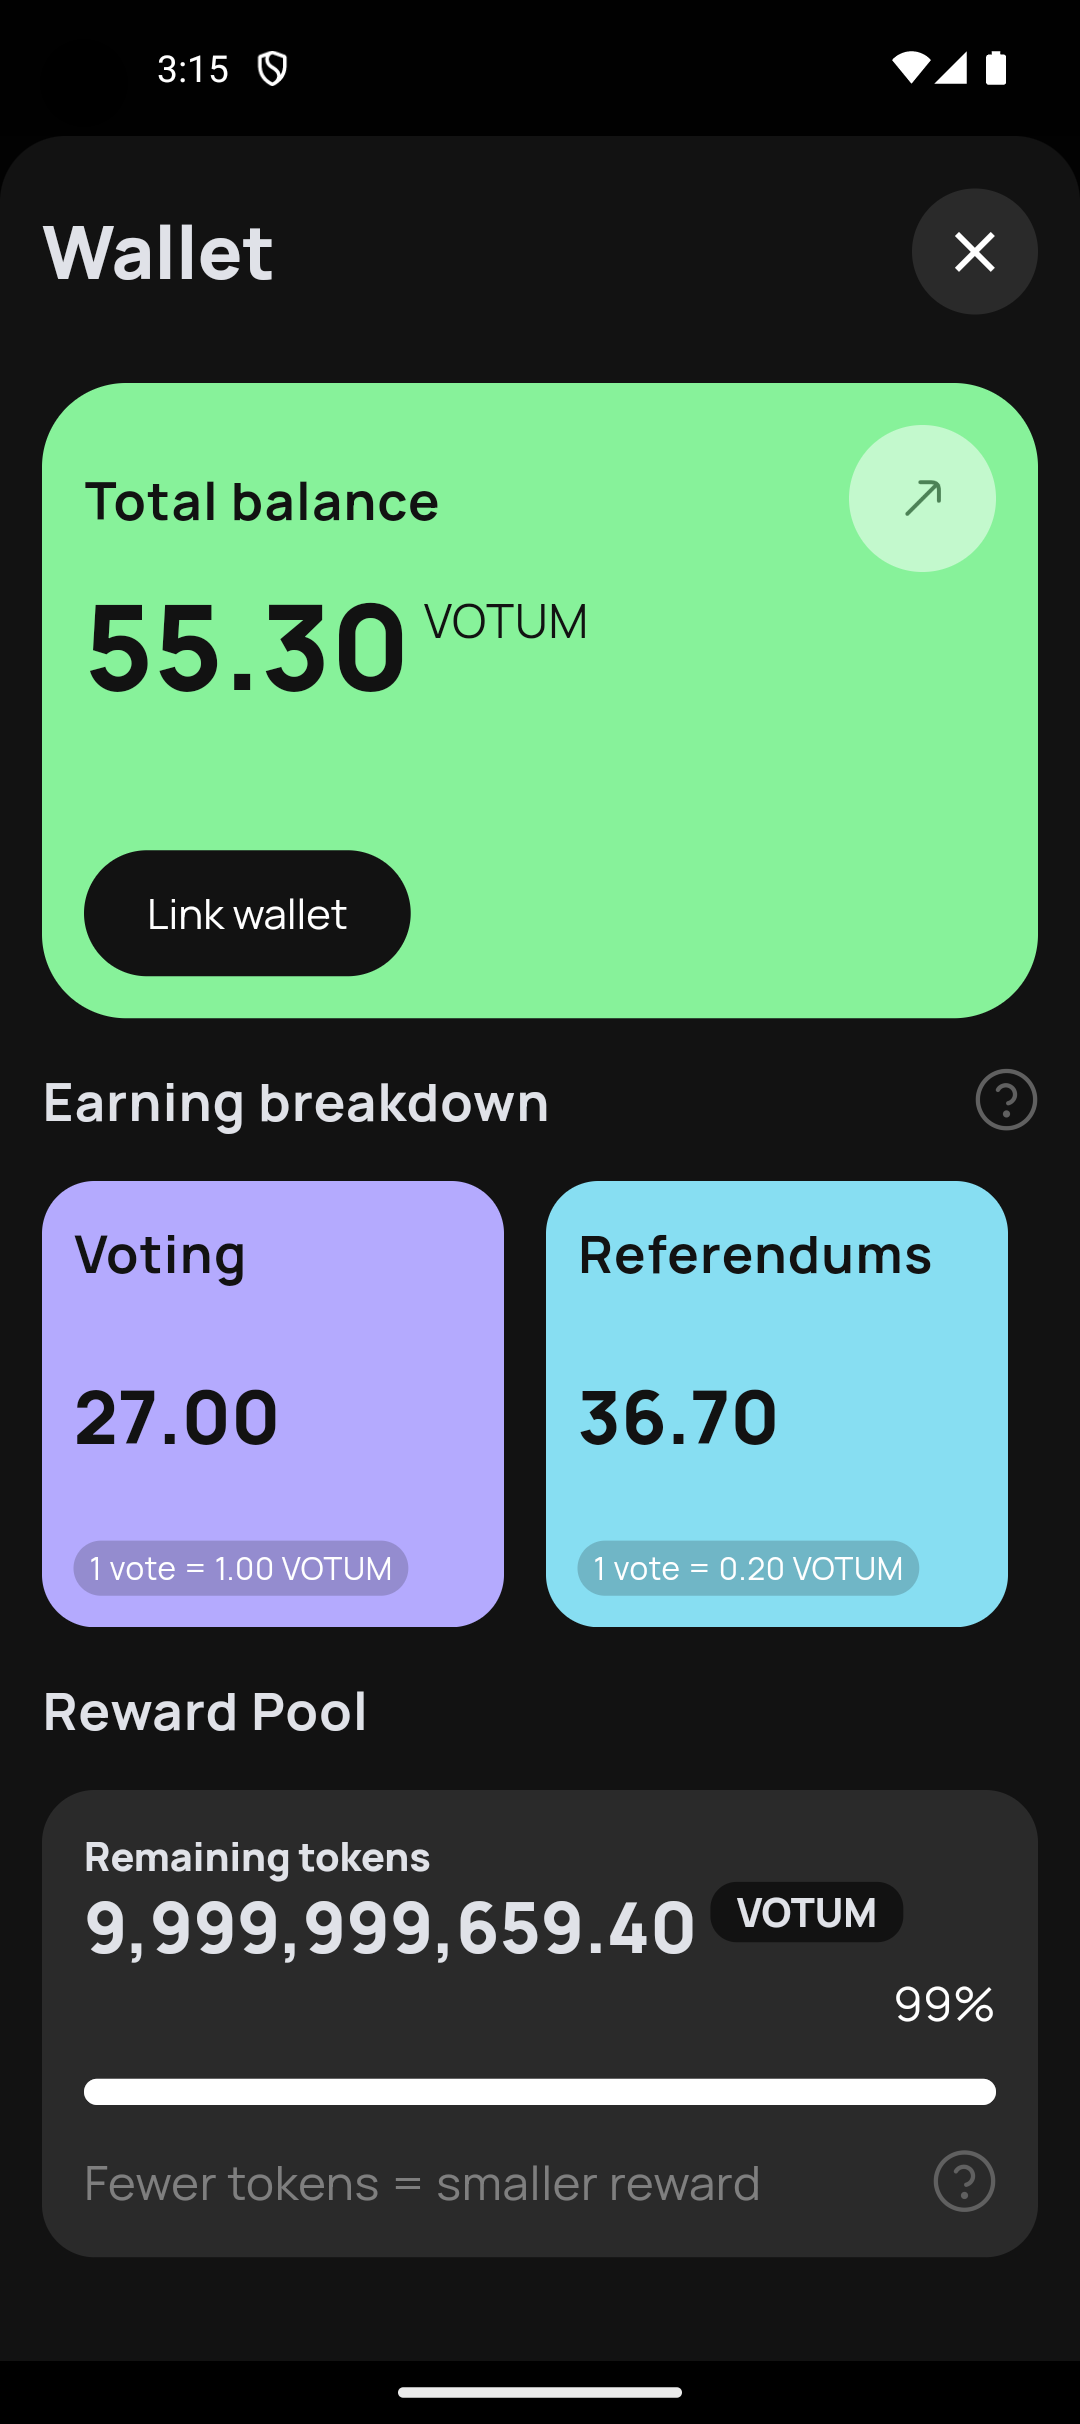 3:15
Wallet
Total balance
55.30 VOTUM
Link wallet
Earning breakdown
Voting
27.00
1 vote = 1.00 VOTUM
Referendums
36.70
1 vote = 0.20 VOTUM
Reward Pool
Remaining tokens
9,999,999,659.40 VOTUM
99%
Fewer tokens = smaller reward